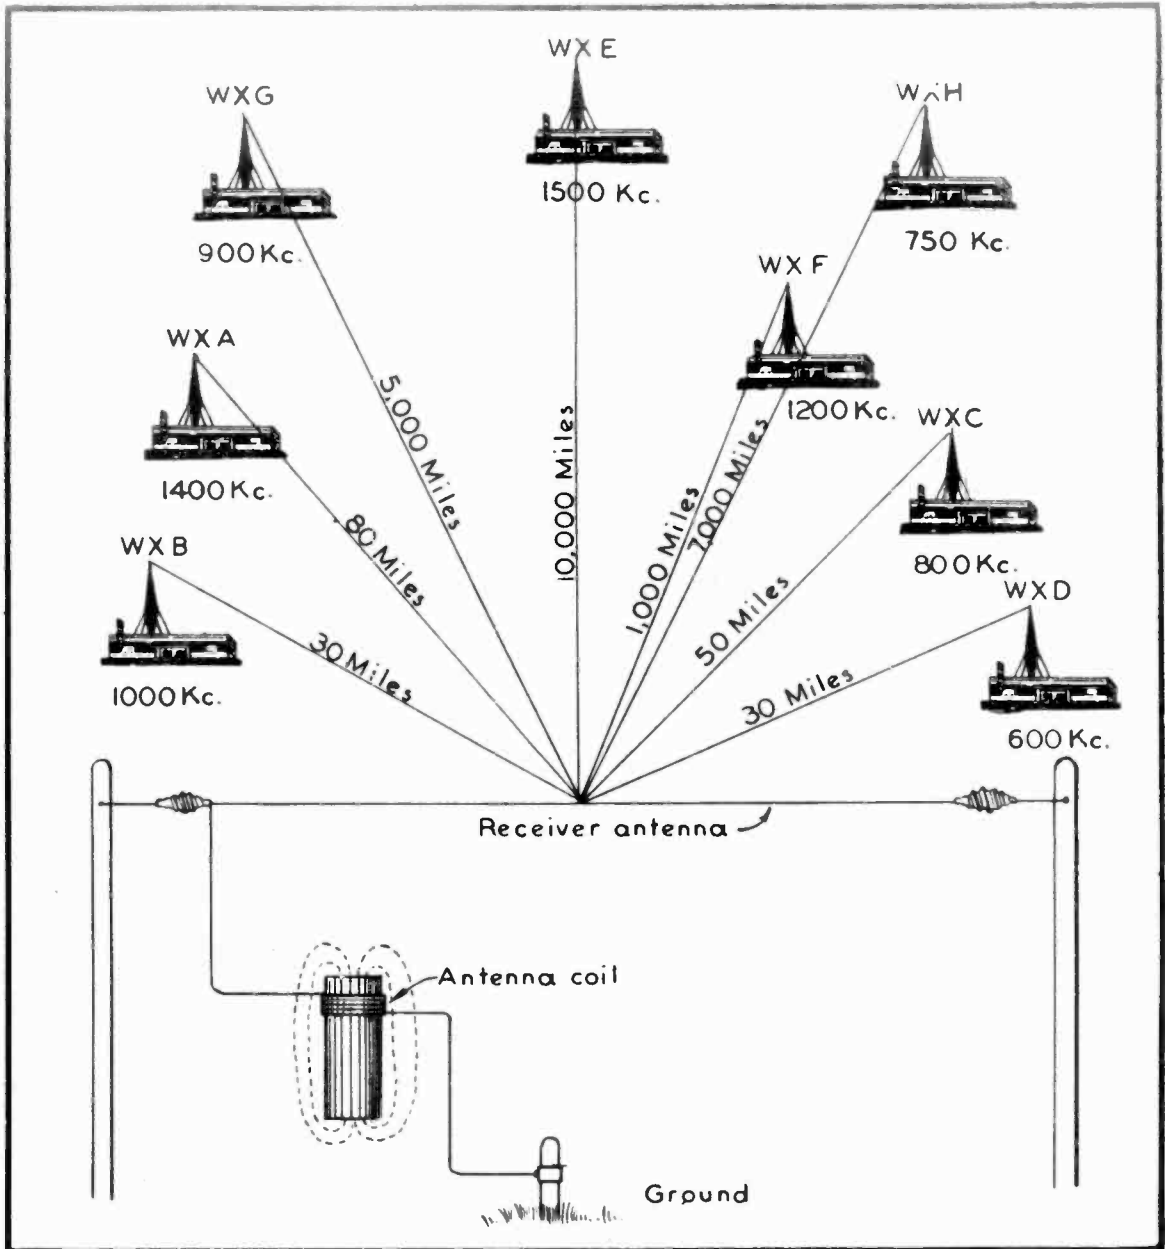 WXE
WXG
WXH
1500 Kc.
900 Kc.
750 Kc.
WXF
WXA
1200 Kc.
WXC
5,000 Miles
10,000 Miles
1,000 Miles
7,000 Miles
1400 Kc.
80 Miles
800 Kc.
WXB
50 Miles
WXD
30 Miles
30 Miles
1000 Kc.
600 Kc.
Receiver antenna
Antenna coil
Ground